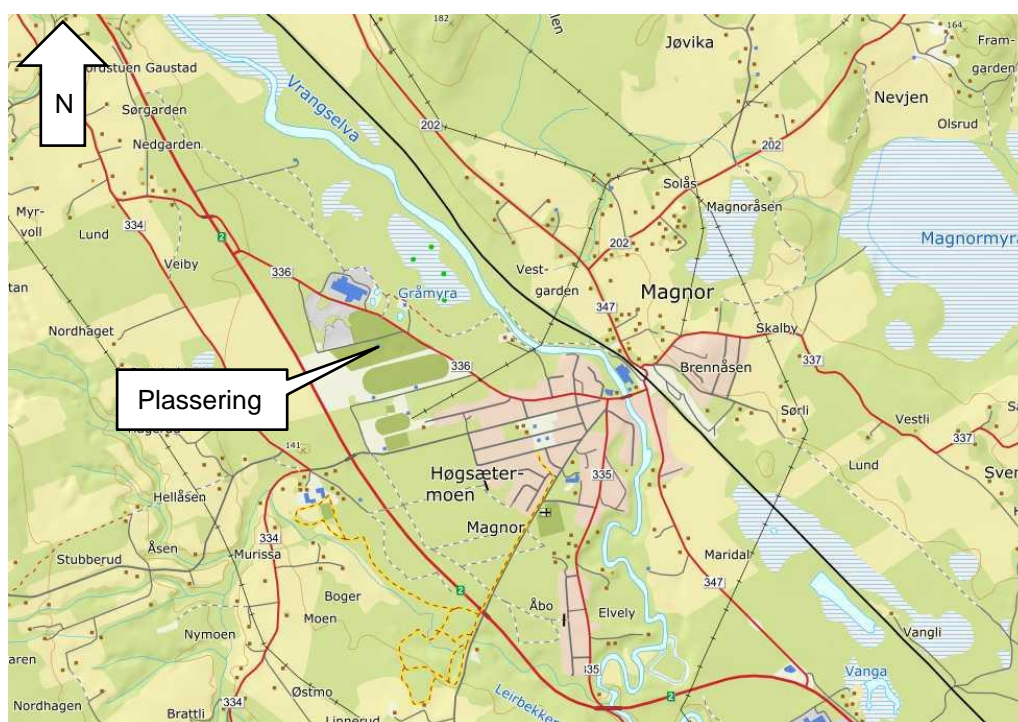 182
164
Jøvika
Fram-
garden
Nevjen
Olsrud
N
Gaustad
Vrangselva
Sørgarden
202
202
Nedgarden
Solås
Magnoråsen
Myr-
voll
334
Lund
2
202
Veiby
336
Vest-
garden
Gråmyra
Magnor
347
Nordhaget
Skalby
336
337
Brennåsen
Plassering
Sørli
Vestli
141
337
Høgsæter-
moen
335
Lund
Hellåsen
Magnor
Stubberud
Åsen
334
Murissa
Maridal
347
2
Boger
Moen
Åbo
Elvely
Nymoen
Vangli
335
Vanga
Østmo
Leirbekken
2
334
Nordhagen
Brattli
Linnerud